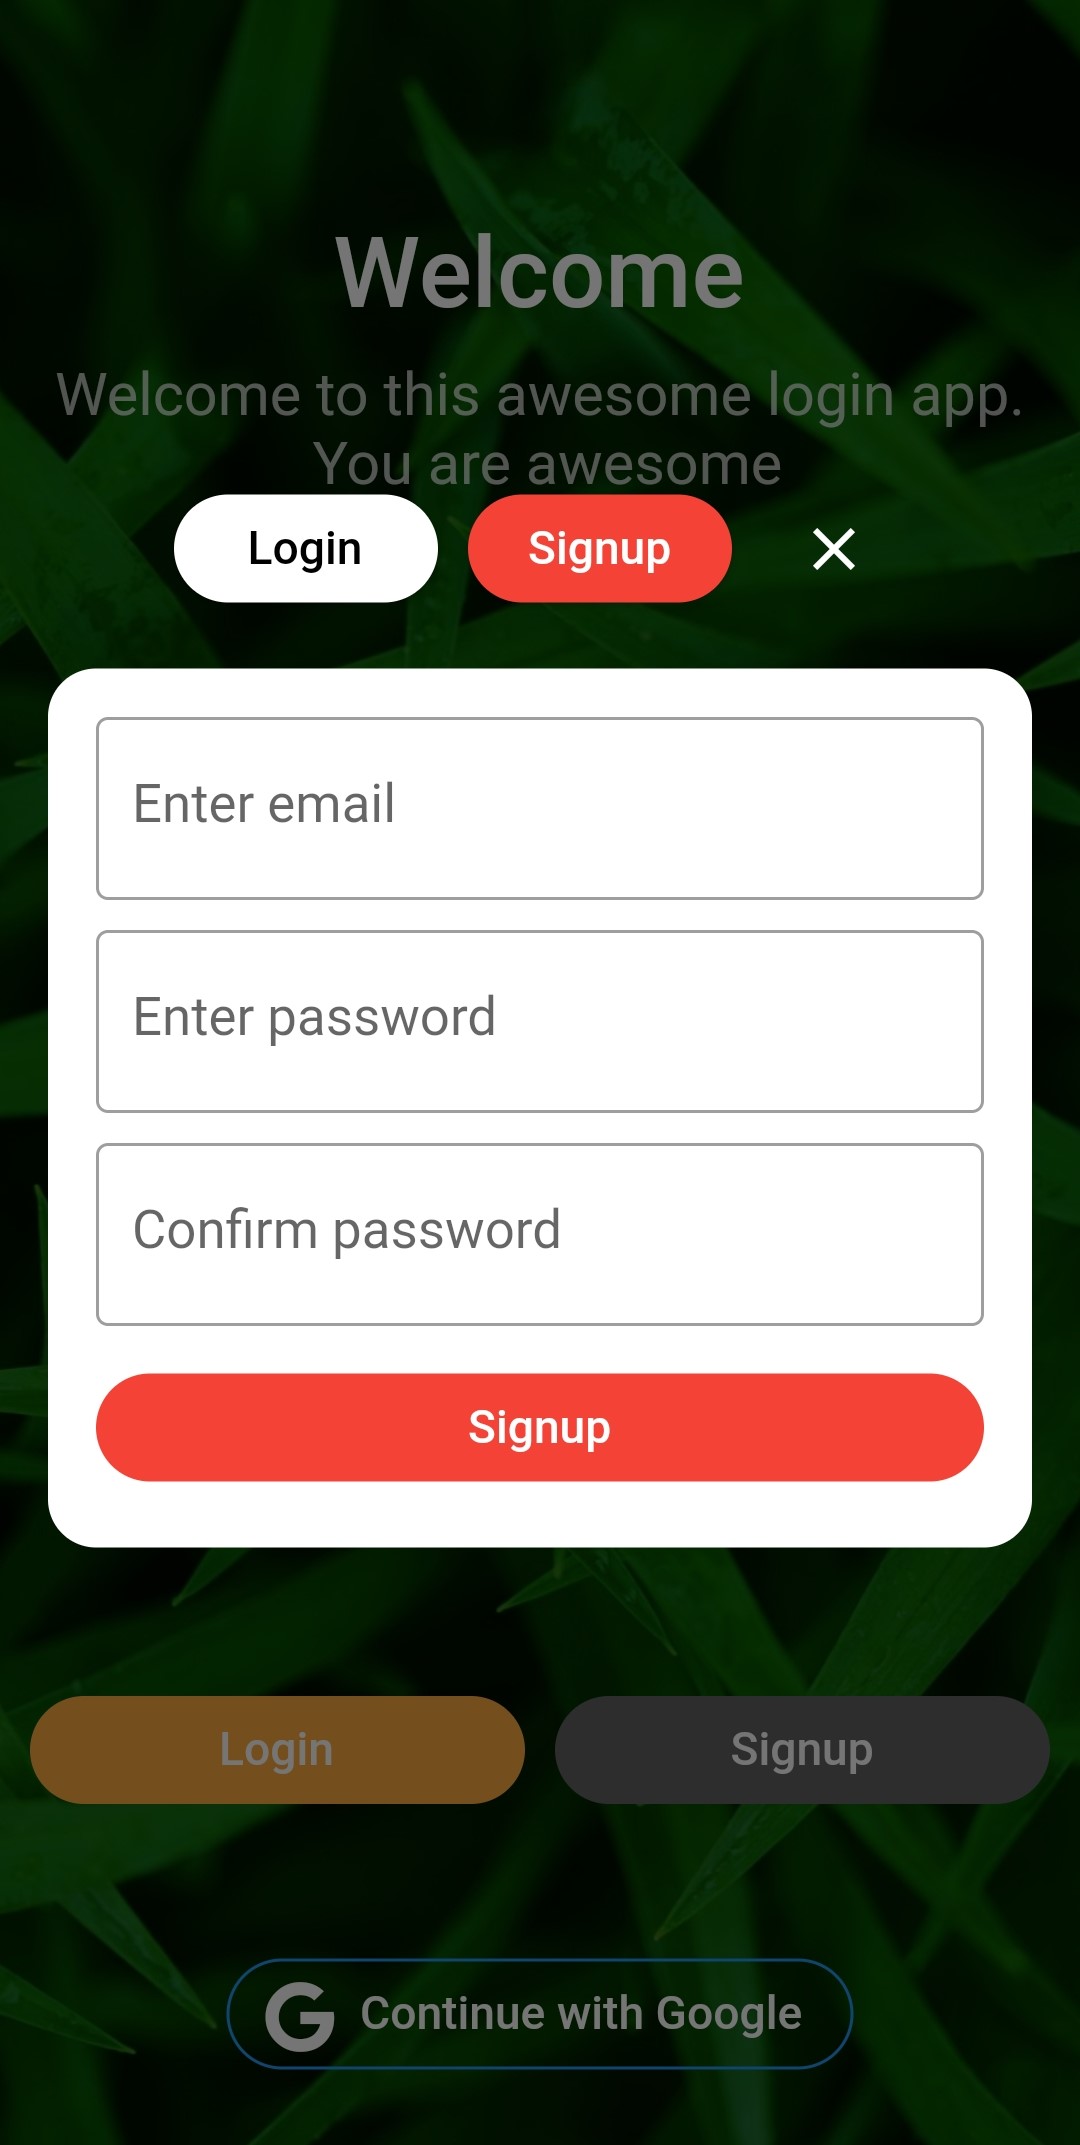 Welcome
Welcome to this awesome login app.
You are awesome
Login
Signup
Enter email
Enter password
Confirm password
Signup
Login
Signup
Continue with Google